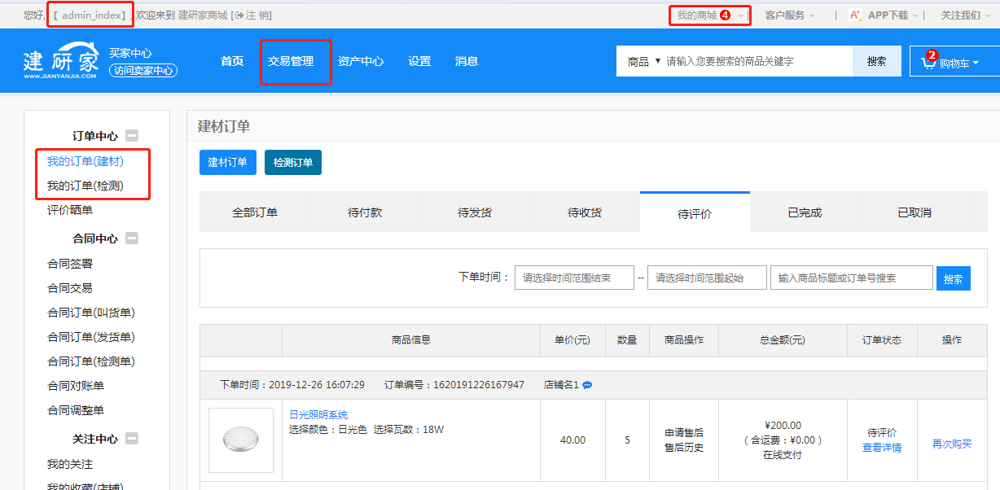 您好,【 admin_index】,欢迎来到 建研家商城 [注 销]
我的商城 4 | 客户服务 | APP下载 | 关注我们
建研家
WWW.JIANYANJIA.COM
买家中心
访问卖家中心
首页 交易管理 资产中心 设置 消息
商品 ▼ 请输入您要搜索的商品关键字 搜索
2 购物车
订单中心
我的订单(建材)
我的订单(检测)
评价晒单
合同中心
合同签署
合同交易
合同订单(叫货单)
合同订单(发货单)
合同订单(检测单)
合同对账单
合同调整单
关注中心
我的关注
我的收藏(店铺)
建材订单
建材订单 检测订单
全部订单 待付款 待发货 待收货 待评价 已完成 已取消
下单时间： 请选择时间范围结束 -- 请选择时间范围起始 输入商品标题或订单号搜索 搜索
商品信息 单价(元) 数量 商品操作 总金额(元) 订单状态 操作
下单时间：2019-12-26 16:07:29 订单编号：1620191226167947 店铺名1
日光照明系统
选择颜色：日光色 选择瓦数：18W
40.00
5
申请售后
售后历史
¥200.00
( 含运费：¥0.00 )
在线支付
待评价
查看详情
再次购买